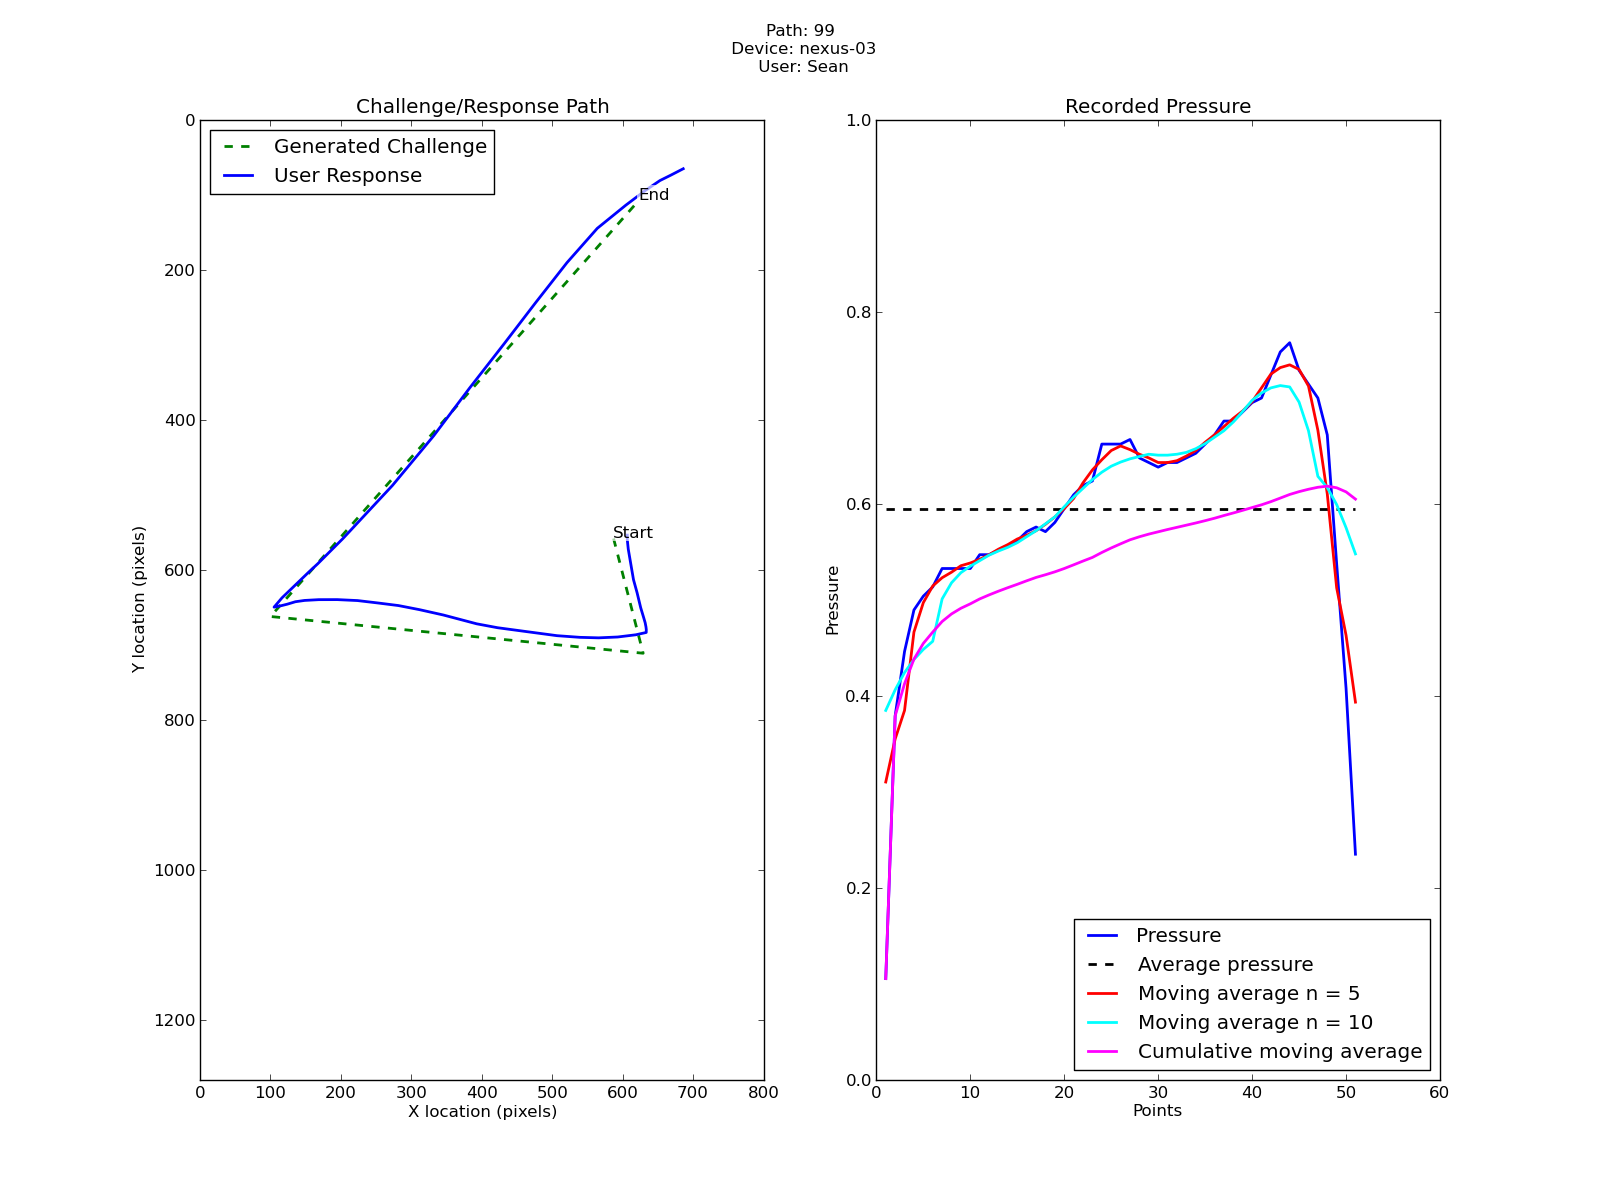 Path: 99
Device: nexus-03
User: Sean
Challenge/Response Path
Generated Challenge
User Response
End
Start
0
200
400
600
800
1000
1200
Y location (pixels)
0 100 200 300 400 500 600 700 800
X location (pixels)
Recorded Pressure
1.0
0.8
0.6
0.4
0.2
0.0
Pressure
Pressure
Average pressure
Moving average n = 5
Moving average n = 10
Cumulative moving average
0 10 20 30 40 50 60
Points